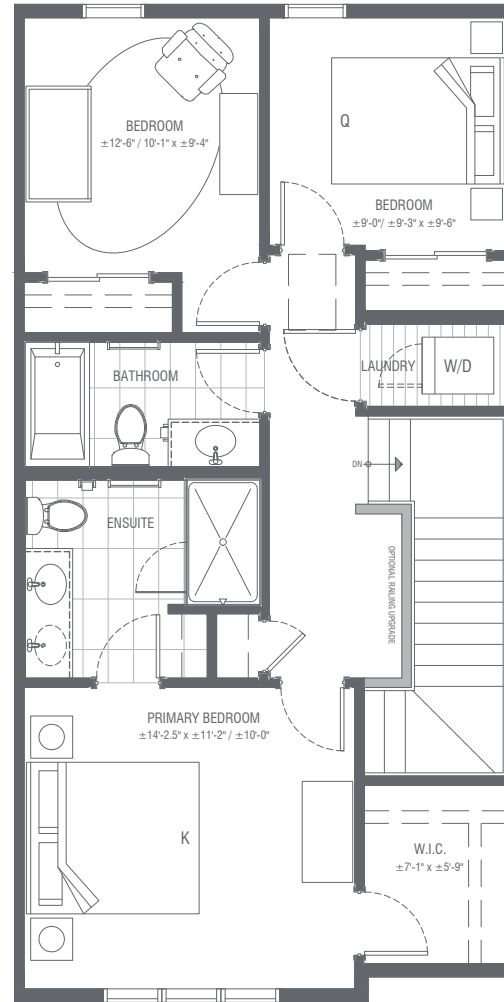 BEDROOM
±12'-6" / 10'-1" x ±9'-4"
Q
BEDROOM
±9'-0"/ ±9'-3" x ±9'-6"
BATHROOM
LAUNDRY
W/D
DN
ENSUITE
OPTIONAL RAILING UPGRADE
PRIMARY BEDROOM
±14'-2.5" x ±11'-2" / ±10'-0"
K
W.I.C.
±7'-1" x ±5'-9"